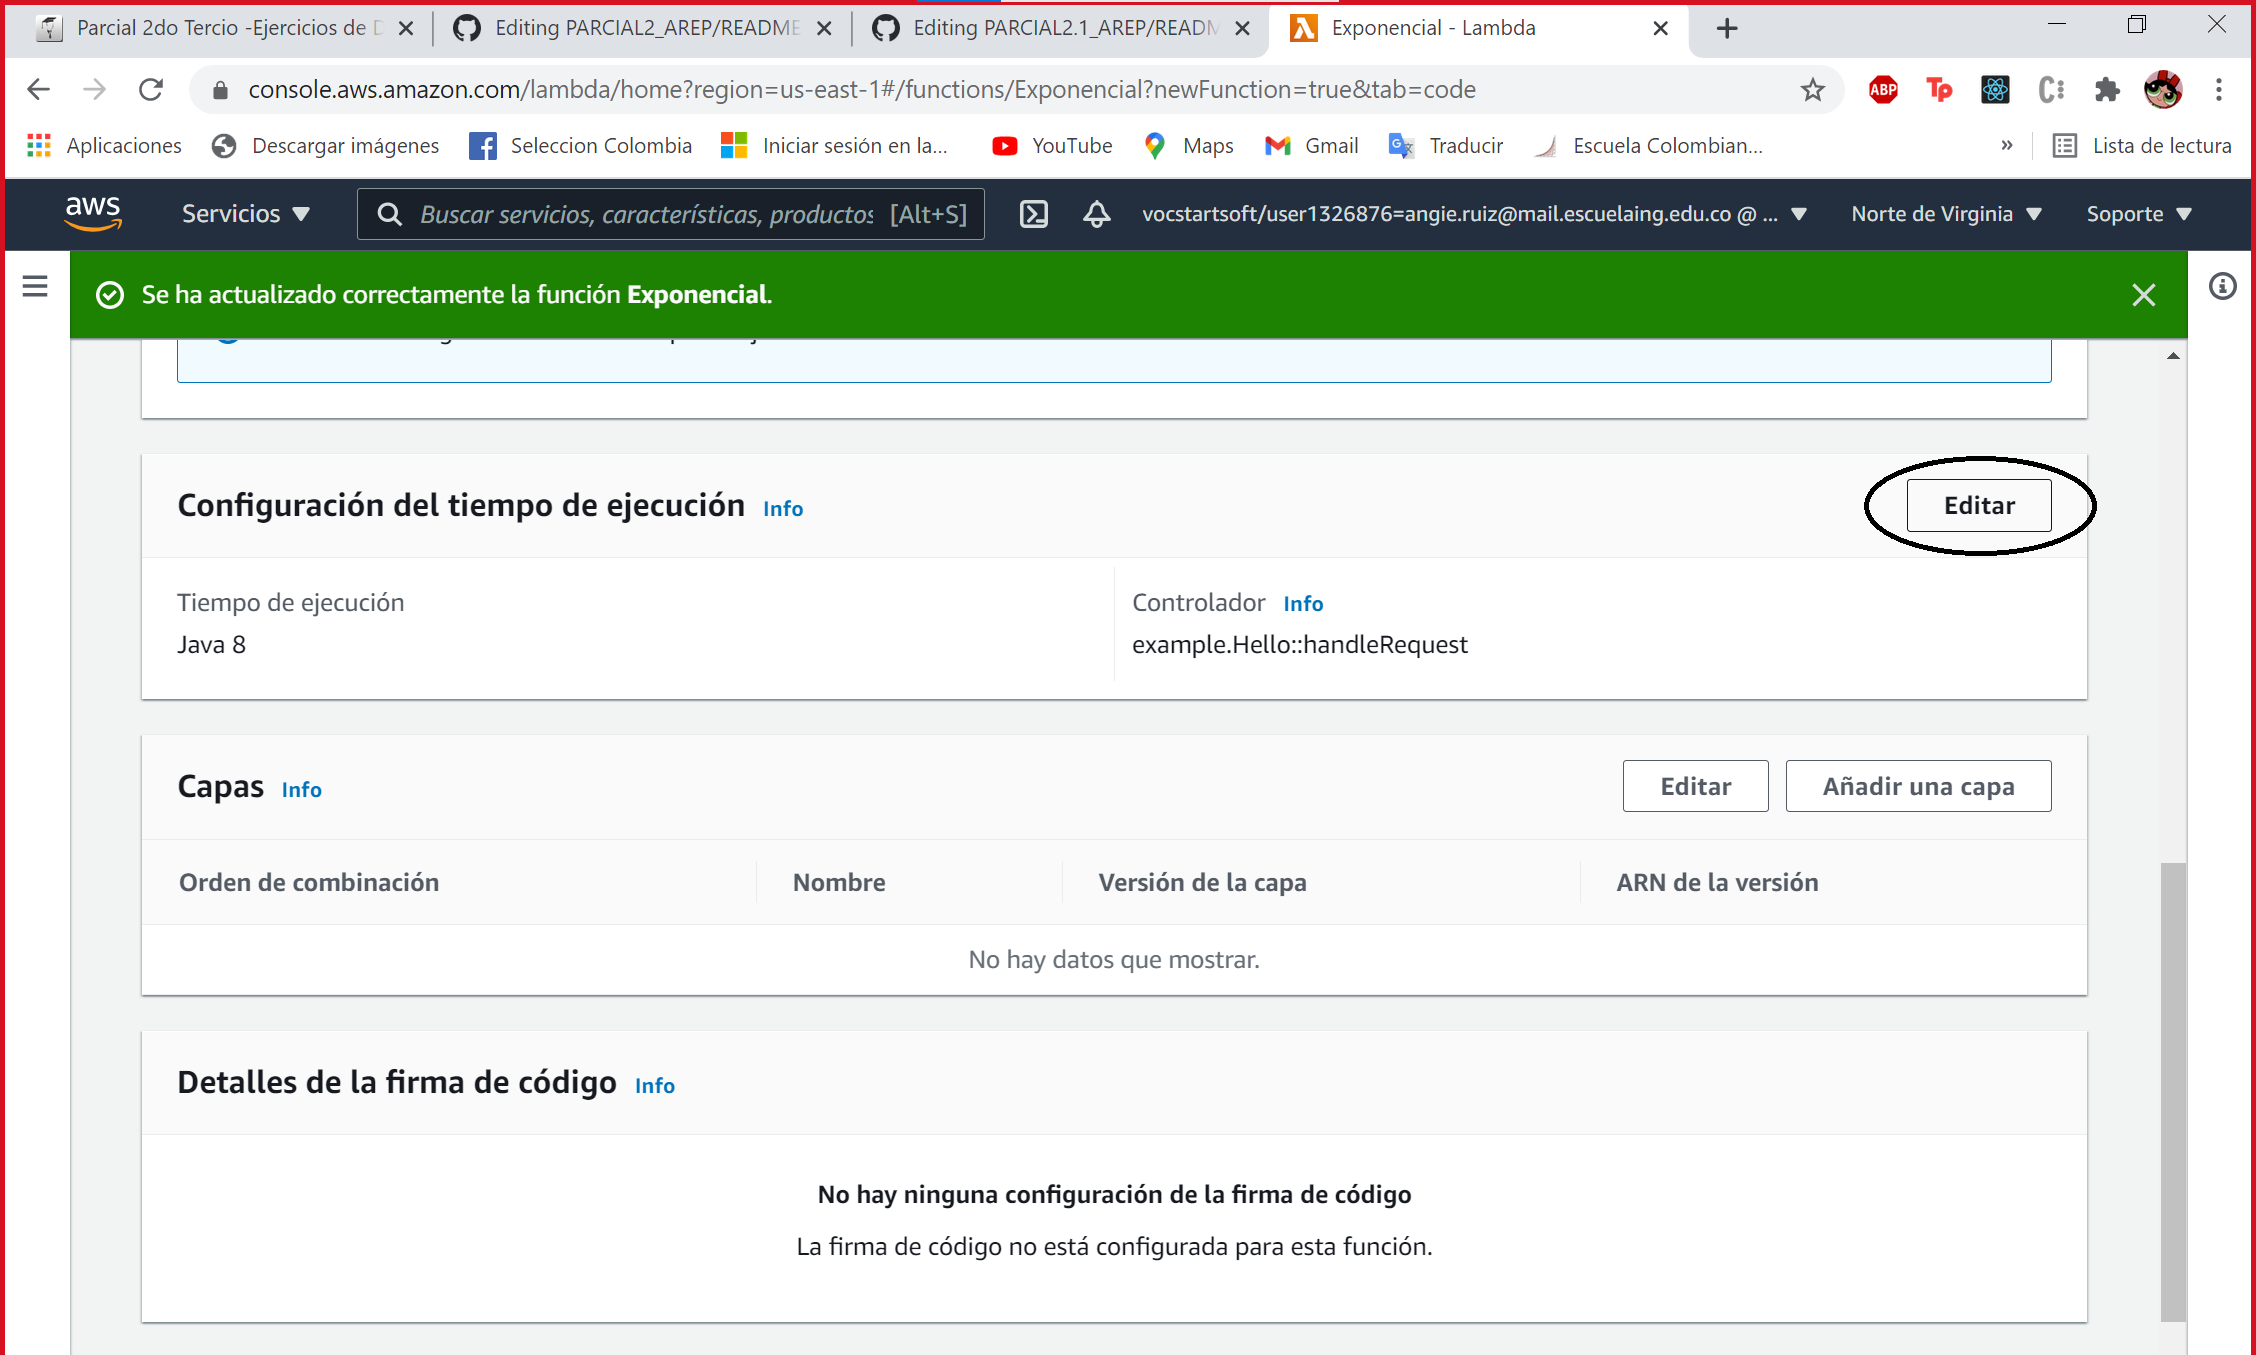 Parcial 2do Tercio -Ejercicios de D
Editing PARCIAL2_AREP/README
Editing PARCIAL2.1_AREP/READM
Exponencial - Lambda
console.aws.amazon.com/lambda/home?region=us-east-1#/functions/Exponencial?newFunction=true&tab=code
ABP
Tp
Aplicaciones
Descargar imágenes
Seleccion Colombia
Iniciar sesión en la...
YouTube
Maps
Gmail
Traducir
Escuela Colombian...
»
Lista de lectura
aws
Servicios
Buscar servicios, características, productos
[Alt+S]
vocstartsoft/user1326876=angie.ruiz@mail.escuelaing.edu.co @ ...
Norte de Virginia
Soporte
Se ha actualizado correctamente la función Exponencial.
Configuración del tiempo de ejecución Info
Editar
Tiempo de ejecución
Java 8
Controlador Info
example.Hello::handleRequest
Capas Info
Editar
Añadir una capa
Orden de combinación
Nombre
Versión de la capa
ARN de la versión
No hay datos que mostrar.
Detalles de la firma de código Info
No hay ninguna configuración de la firma de código
La firma de código no está configurada para esta función.